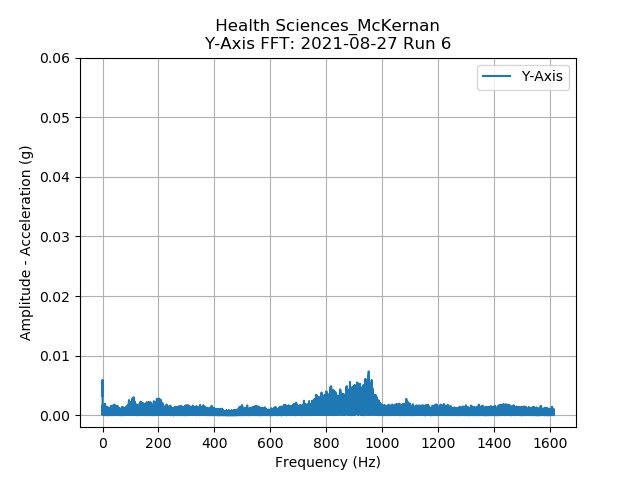 Health Sciences_McKernan
Y-Axis FFT: 2021-08-27 Run 6
Y-Axis
0.06
0.05
0.04
0.03
0.02
0.01
0.00
Amplitude - Acceleration (g)
0 200 400 600 800 1000 1200 1400 1600
Frequency (Hz)